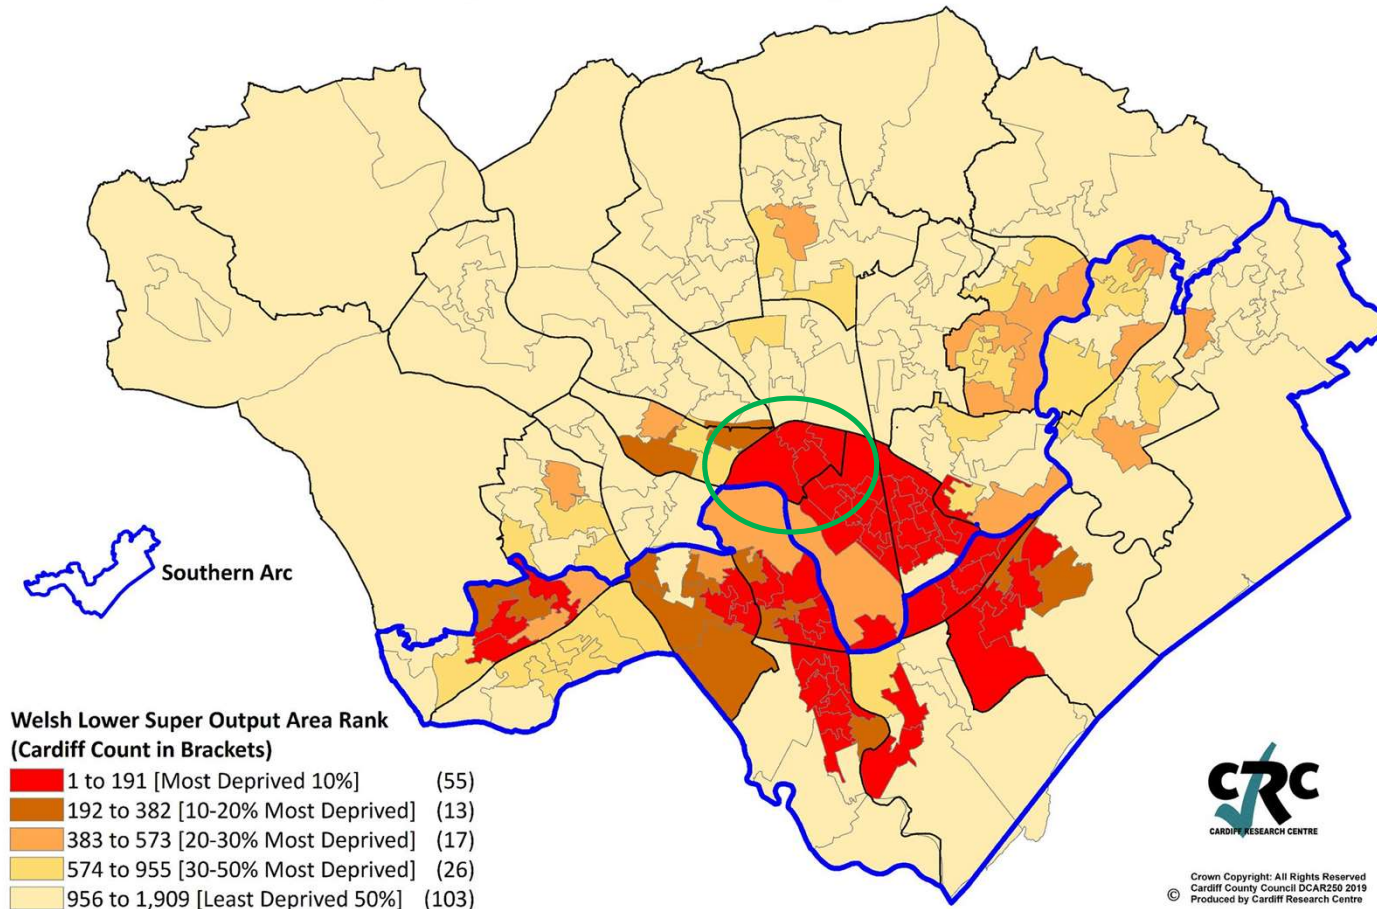 Southern Arc
Welsh Lower Super Output Area Rank
(Cardiff Count in Brackets)
1 to 191 [Most Deprived 10%] (55)
192 to 382 [10-20% Most Deprived] (13)
383 to 573 [20-30% Most Deprived] (17)
574 to 955 [30-50% Most Deprived] (26)
956 to 1,909 [Least Deprived 50%] (103)
CRC
CARDIFF RESEARCH CENTRE
Crown Copyright: All Rights Reserved
Cardiff County Council DCAR250 2019
© Produced by Cardiff Research Centre